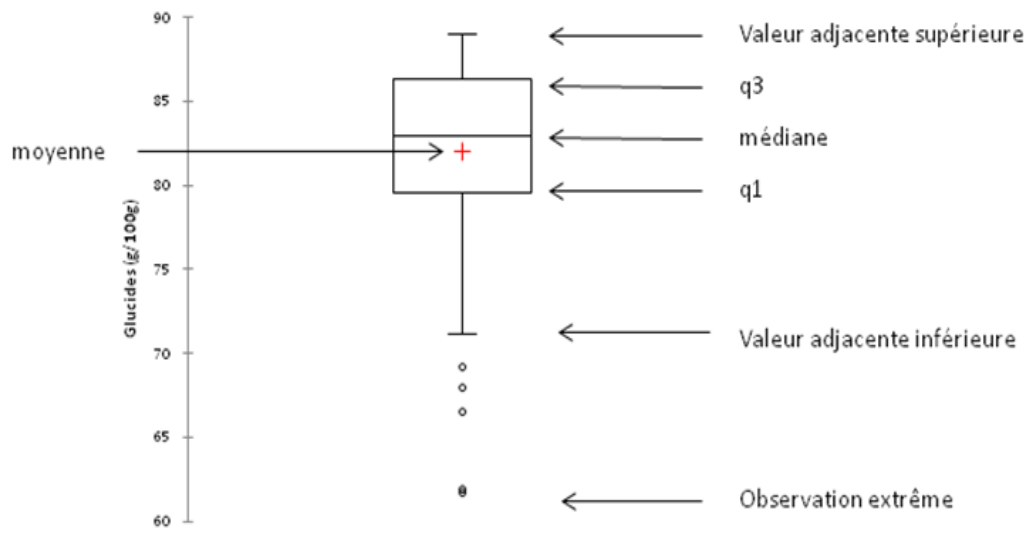 90
Valeur adjacente supérieure
q3
85
médiane
moyenne
80
q1
Glucides (g/100g)
75
70
Valeur adjacente inférieure
65
Observation extrême
60